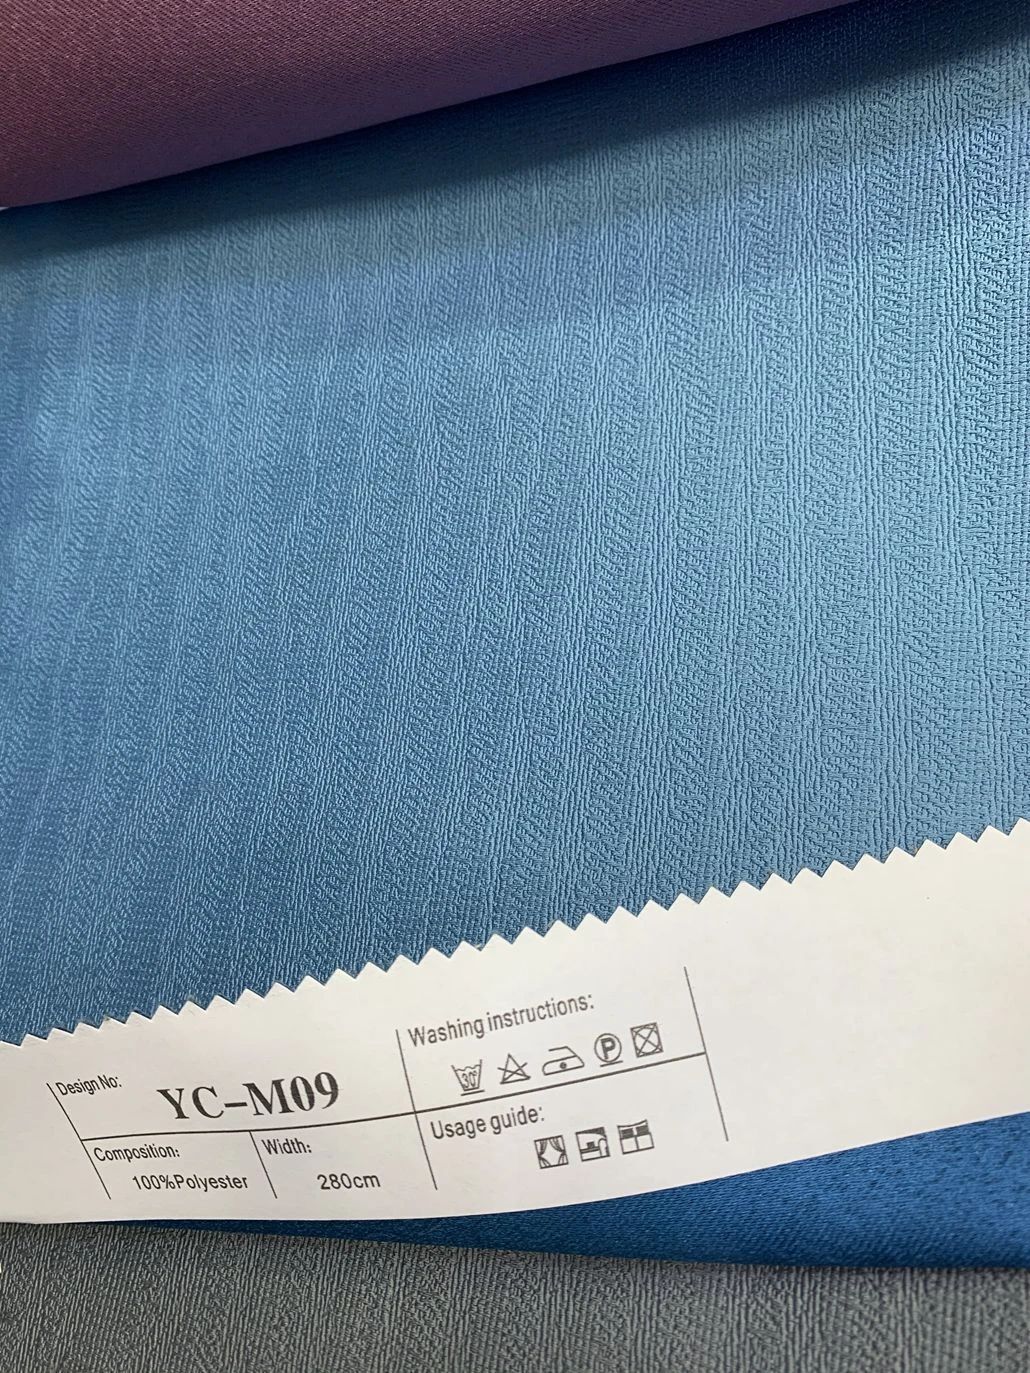 Design No:
YC-M09
Composition:
100%Polyester
Width:
280cm
Washing instructions:
30°
P
Usage guide: